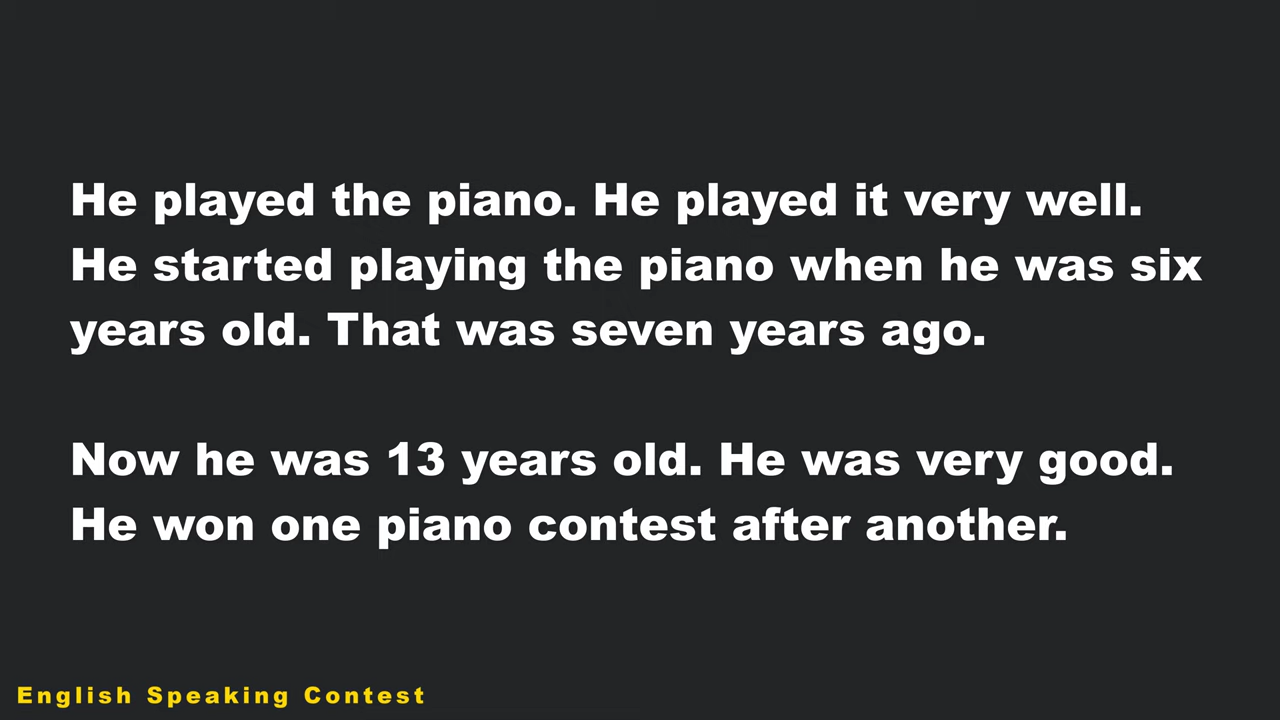 He played the piano. He played it very well.
He started playing the piano when he was six
years old. That was seven years ago.
Now he was 13 years old. He was very good.
He won one piano contest after another.
English Speaking Contest